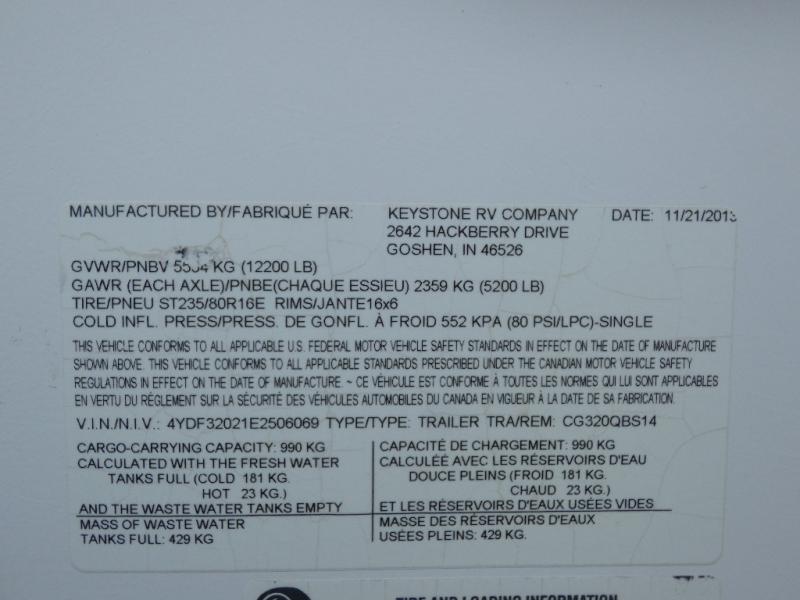 MANUFACTURED BY/FABRIQUÉ PAR: KEYSTONE RV COMPANY DATE: 11/21/2013
2642 HACKBERRY DRIVE
GOSHEN, IN 46526
GVWR/PNBV 5534 KG (12200 LB)
GAWR (EACH AXLE)/PNBE(CHAQUE ESSIEU) 2359 KG (5200 LB)
TIRE/PNEU ST235/80R16E RIMS/JANTE16x6
COLD INFL. PRESS/PRESS. DE GONFL. À FROID 552 KPA (80 PSI/LPC)-SINGLE
THIS VEHICLE CONFORMS TO ALL APPLICABLE U.S. FEDERAL MOTOR VEHICLE SAFETY STANDARDS IN EFFECT ON THE DATE OF MANUFACTURE
SHOWN ABOVE. THIS VEHICLE CONFORMS TO ALL APPLICABLE STANDARDS PRESCRIBED UNDER THE CANADIAN MOTOR VEHICLE SAFETY
REGULATIONS IN EFFECT ON THE DATE OF MANUFACTURE. ~ CE VÉHICULE EST CONFORME À TOUTES LES NORMES QUI LUI SONT APPLICABLES
EN VERTU DU RÈGLEMENT SUR LA SÉCURITÉ DES VÉHICULES AUTOMOBILES DU CANADA EN VIGUEUR À LA DATE DE SA FABRICATION.
V.I.N./N.I.V.: 4YDF32021E2506069 TYPE/TYPE: TRAILER TRA/REM: CG320QBS14
CARGO-CARRYING CAPACITY: 990 KG
CALCULATED WITH THE FRESH WATER
TANKS FULL (COLD 181 KG.
HOT 23 KG.)
AND THE WASTE WATER TANKS EMPTY
MASS OF WASTE WATER
TANKS FULL: 429 KG
CAPACITÉ DE CHARGEMENT: 990 KG
CALCULÉE AVEC LES RÉSERVOIRS D'EAU
DOUCE PLEINS (FROID 181 KG.
CHAUD 23 KG.)
ET LES RÉSERVOIRS D'EAUX USÉES VIDES
MASSE DES RÉSERVOIRS D'EAUX
USÉES PLEINS: 429 KG.
TIRE AND LOADING INFORMATION